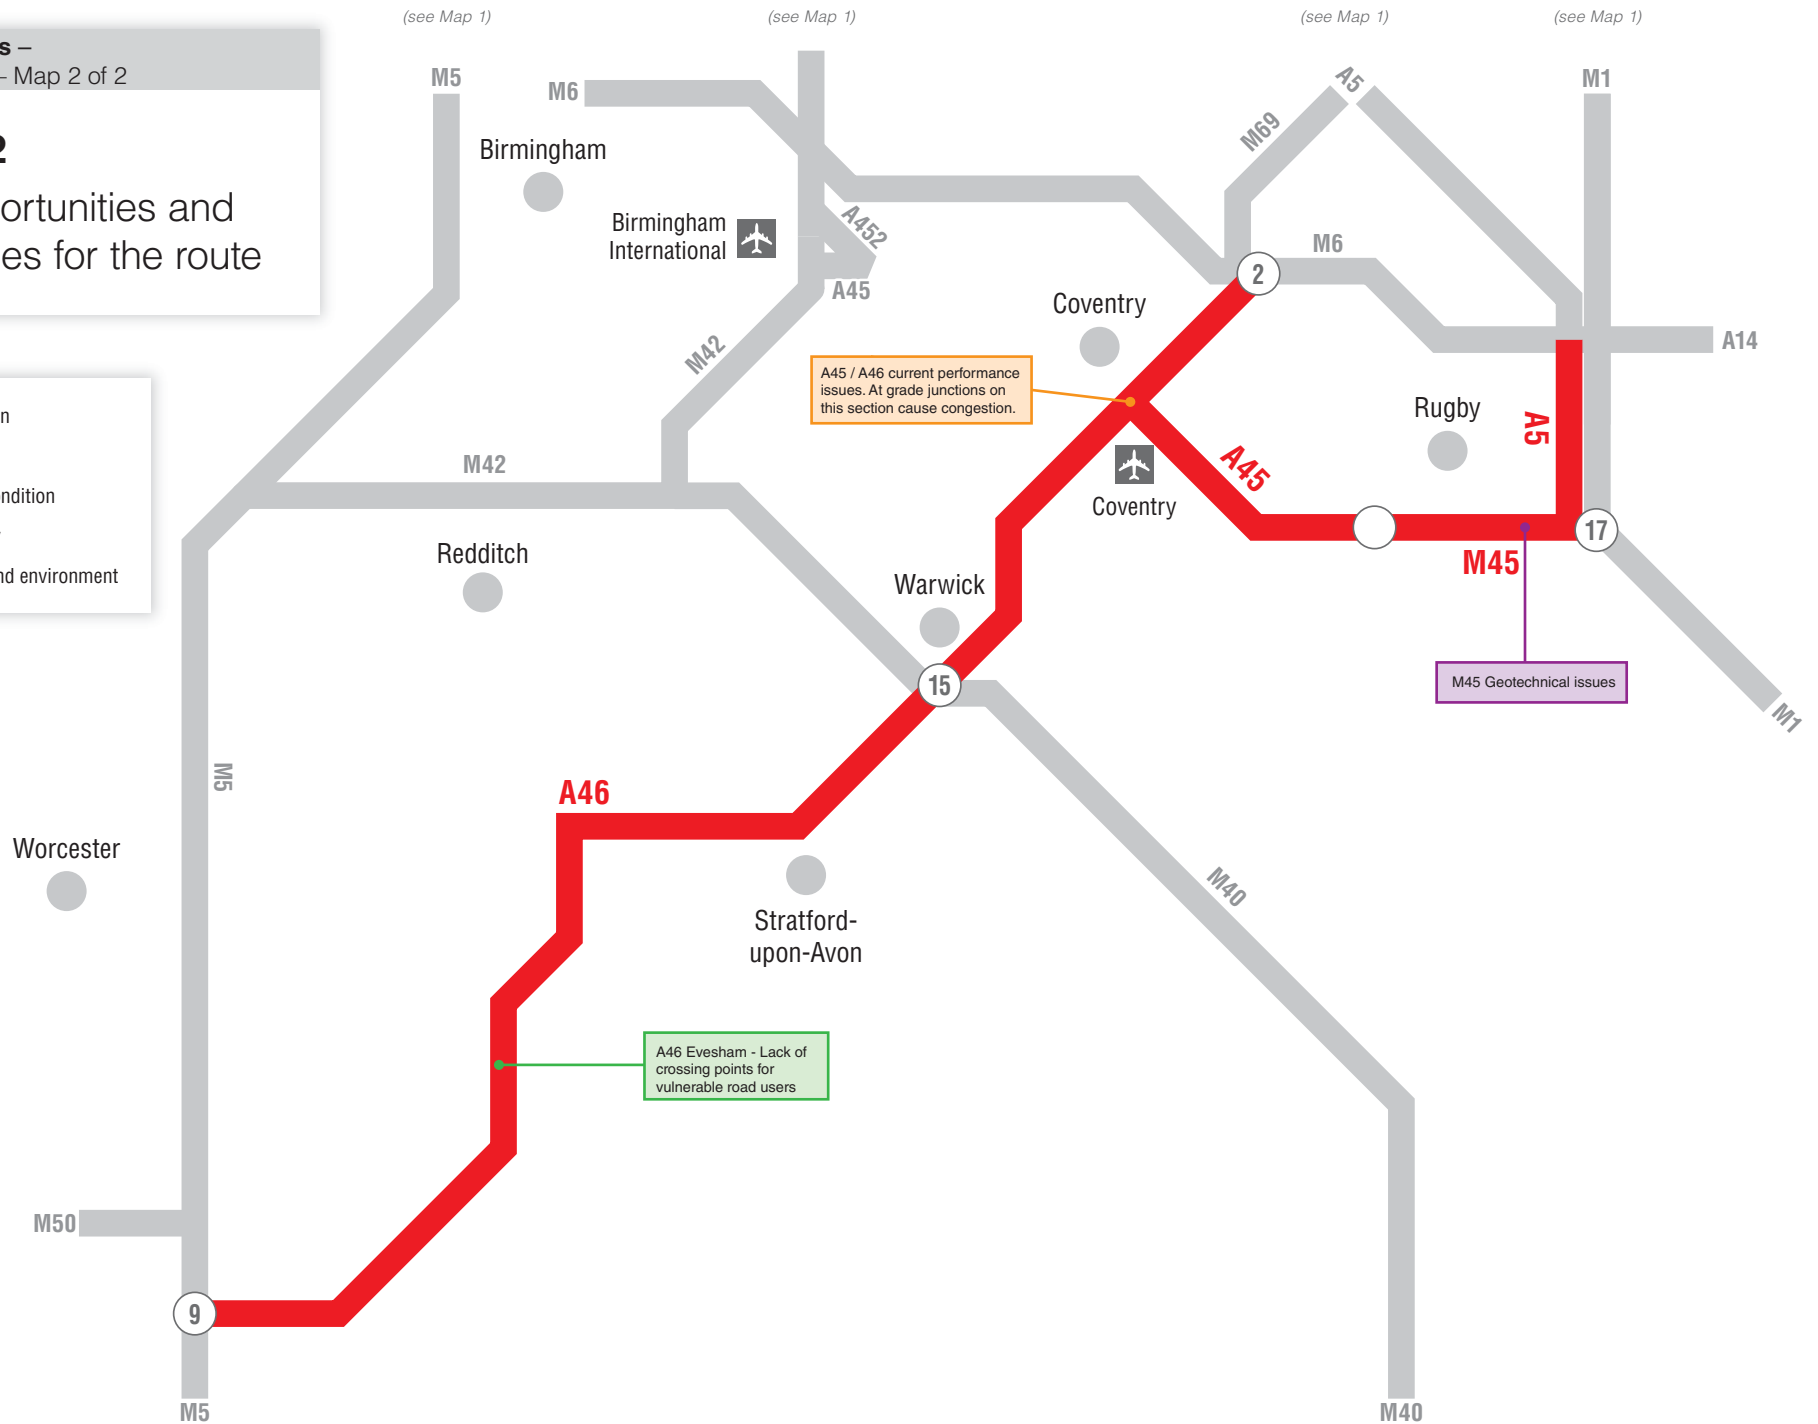 (see Map 1)
(see Map 1)
(see Map 1)
(see Map 1)
s –
– Map 2 of 2
2
ortunities and
es for the route
n
ndition
nd environment
M5
M6
Birmingham
Birmingham
International
A452
A45
M42
M42
M69
A5
M1
M6
2
A14
Coventry
A45 / A46 current performance
issues. At grade junctions on
this section cause congestion.
Rugby
A5
A45
Coventry
17
M45
M1
M45 Geotechnical issues
Redditch
Warwick
15
M5
A46
Worcester
Stratford-
upon-Avon
M40
A46 Evesham - Lack of
crossing points for
vulnerable road users
M50
9
M5
M40